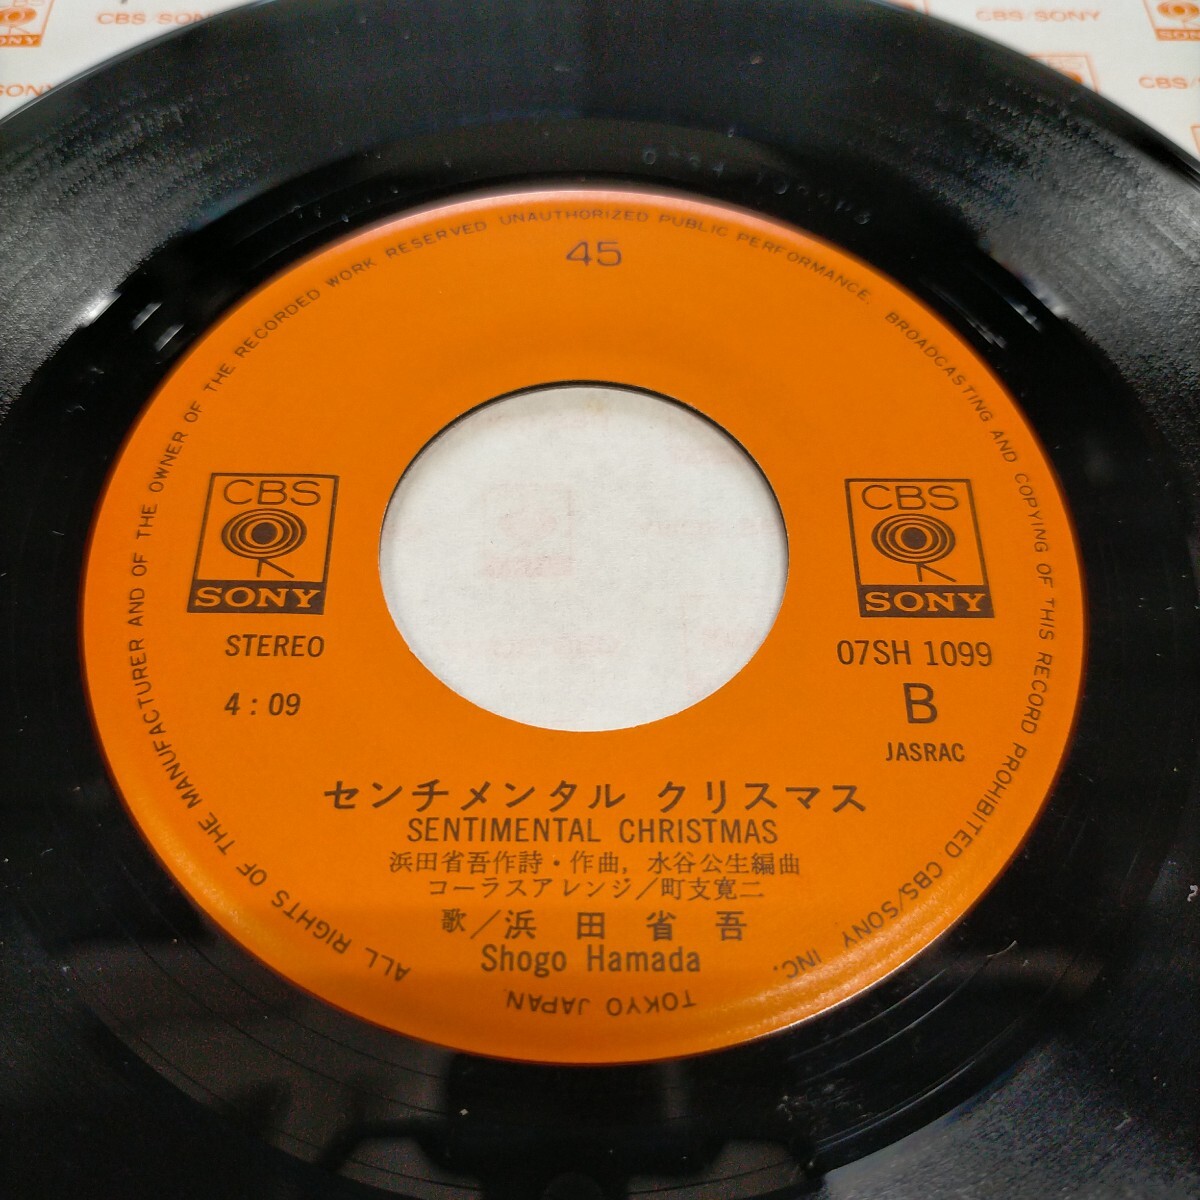 CBS/SONY
SONY
CBS/SONY
45
ALL RIGHTS OF THE MANUFACTURER AND OF THE OWNER OF THE RECORDED WORK RESERVED UNAUTHORIZED PUBLIC PERFORMANCE. BROADCASTING AND COPYING OF THIS RECORD PROHIBITED CBS/SONY INC.
TOKYO JAPAN
CBS
SONY
STEREO
4:09
CBS
SONY
07SH 1099
B
JASRAC
センチメンタル クリスマス
SENTIMENTAL CHRISTMAS
浜田省吾作詩・作曲, 水谷公生編曲
コーラスアレンジ/町支寛二
歌/浜田省吾
Shogo Hamada